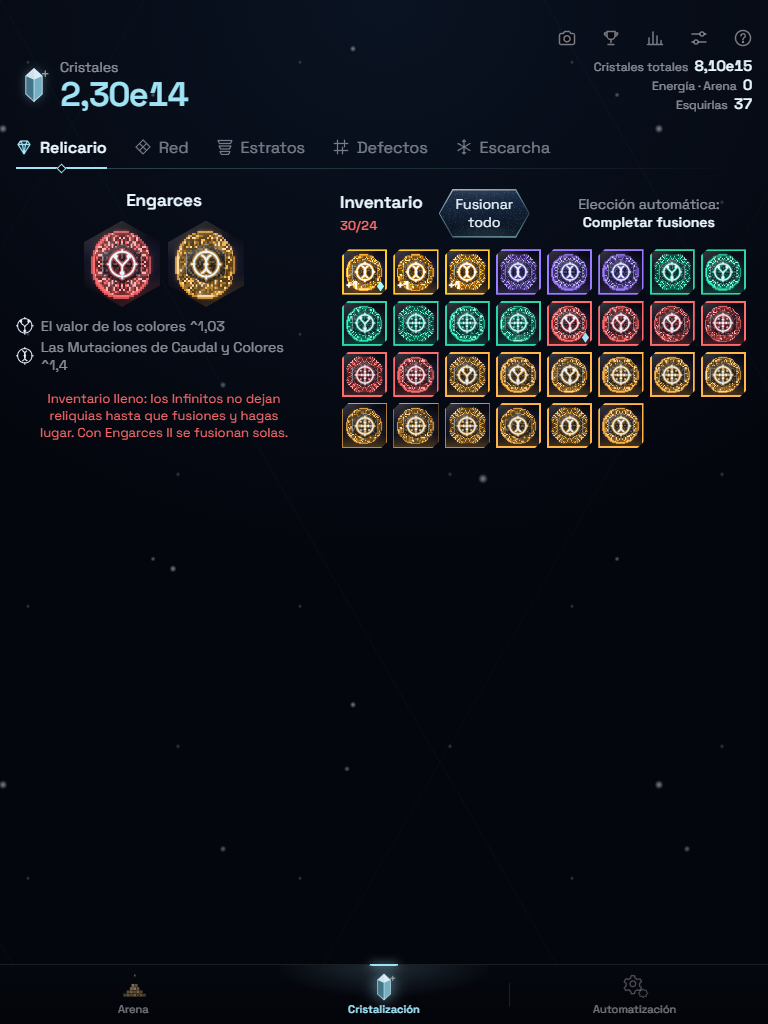 Cristales
2,30e14
Cristales totales 8,10e15
Energía · Arena 0
Esquirlas 37
Relicario
Red
Estratos
Defectos
Escarcha
Engarces
El valor de los colores ^1,03
Las Mutaciones de Caudal y Colores
^1,4
Inventario lleno: los Infinitos no dejan
reliquias hasta que fusiones y hagas
lugar. Con Engarces II se fusionan solas.
Inventario
30/24
Fusionar
todo
Elección automática:
Completar fusiones
Arena
Cristalización
Automatización